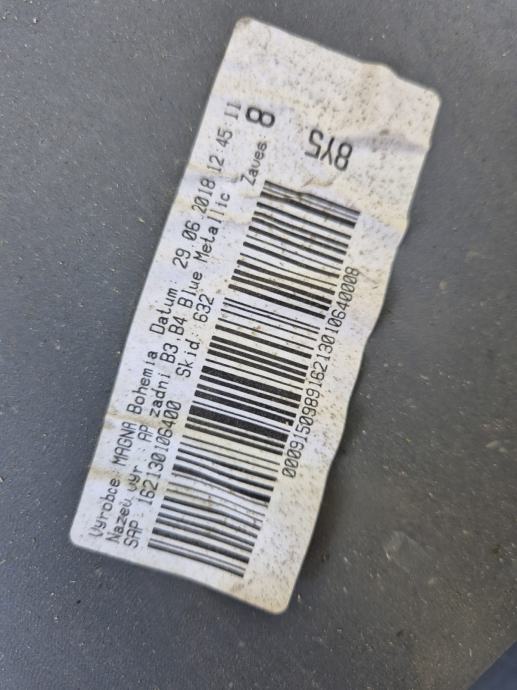 Vyrobce: MAGNA Bohemia Datum: 29.06.2018 12:45:11
Nazev vyr.: AP zadni B3,B4 Blue Metallic Zaves: 8
SAP: 162130106400 Skid: 632
000915098916213010640008
8Y5